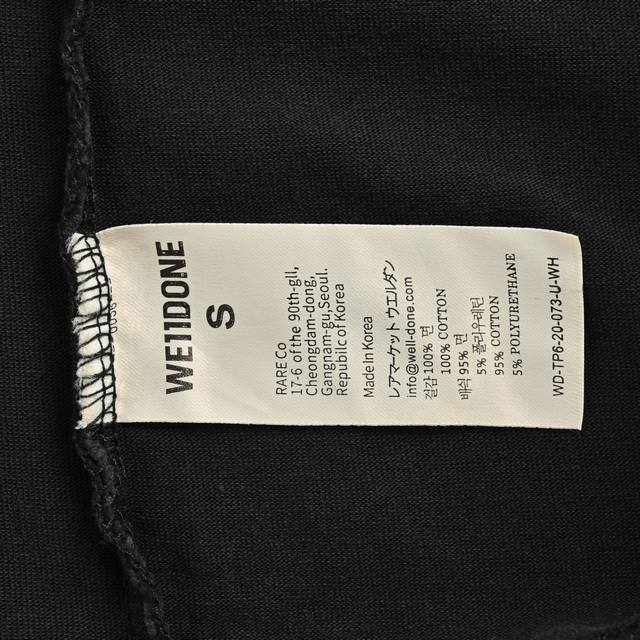 WE11DONE
S
RARE Co
17-6 of the 90th-gil,
Cheongdam-dong,
Gangnam-gu,Seoul.
Republic of Korea
Made In Korea
レアマーケット ウエルダン
info@well-done.com
겉감 100% 면
100% COTTON
배색 95% 면
5% 폴리우레탄
95% COTTON
5% POLYURETHANE
WD-TP6-20-073-U-WH